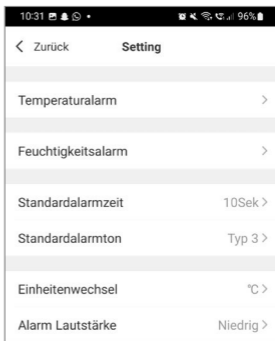 10:31 96%
Zurück Setting
Temperaturalarm
Feuchtigkeitsalarm
Standardalarmzeit 10Sek
Standardalarmton Typ 3
Einheitenwechsel °C
Alarm Lautstärke Niedrig